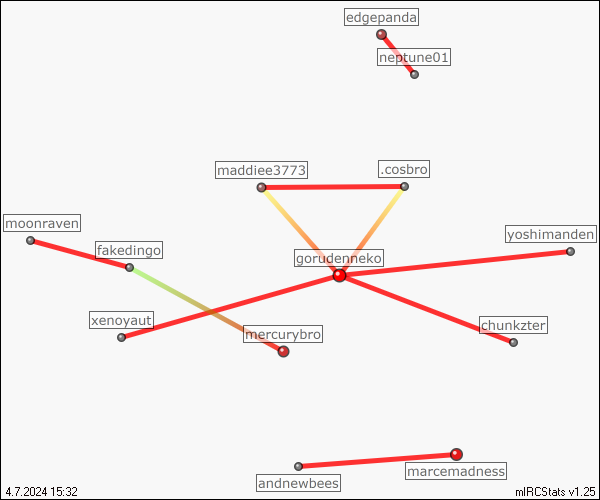 edgepanda
neptune01
maddiee3773
.cosbro
moonraven
yoshimanden
fakedingo
gorudenneko
xenoyaut
chunkzter
mercurybro
marcemadness
andnewbees
4.7.2024 15:32
mIRCStats v1.25